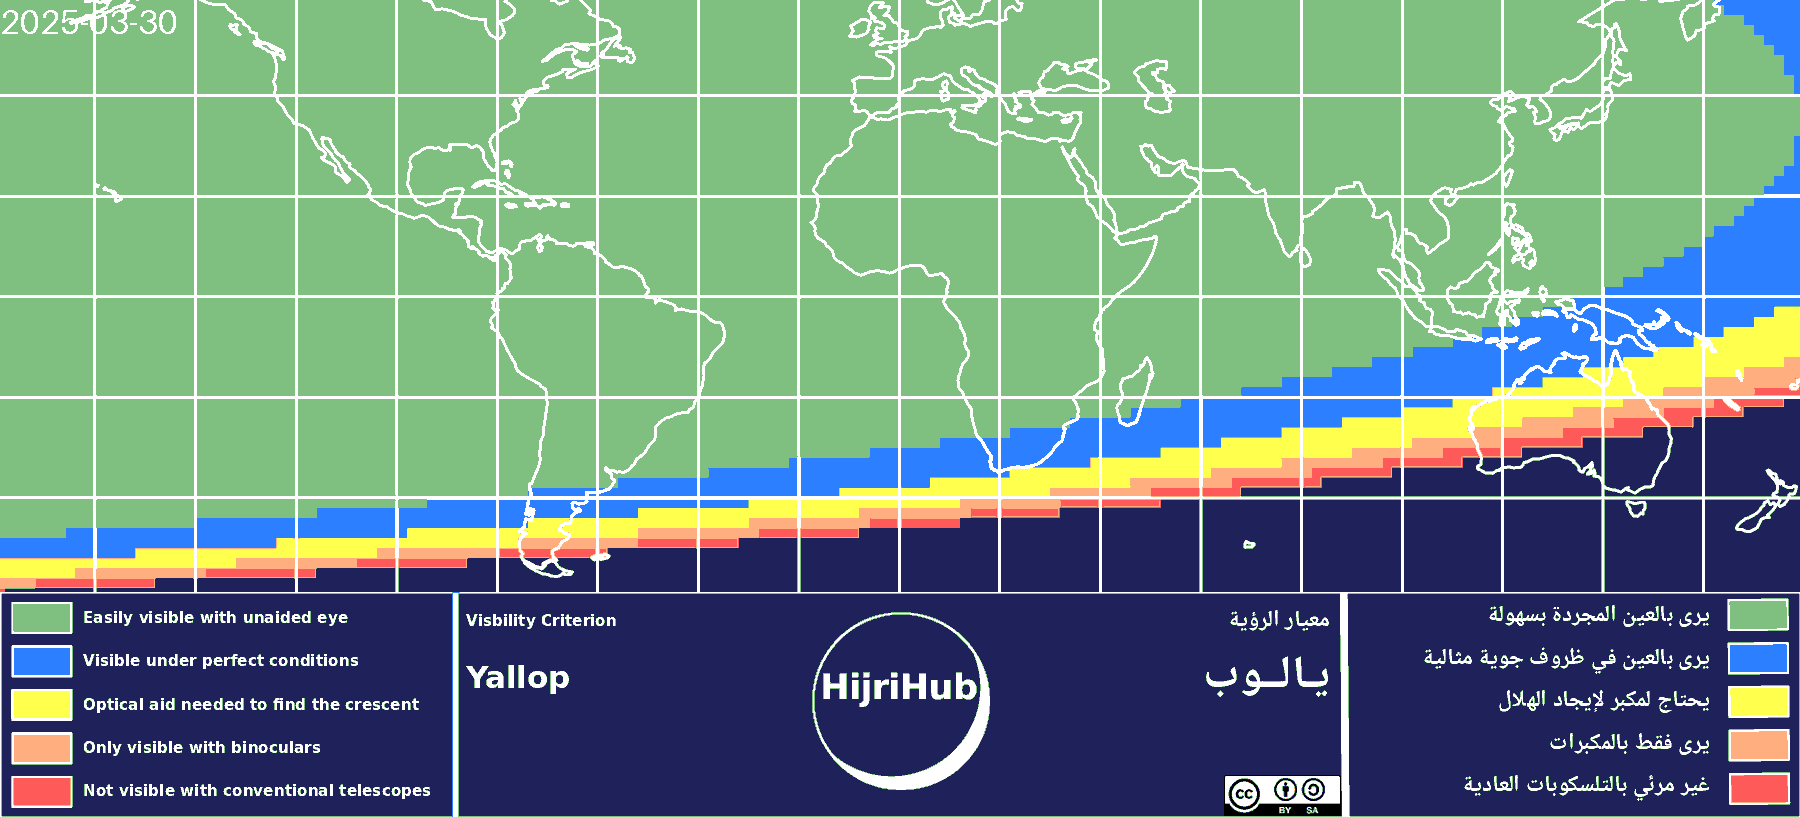 2025-03-30
Easily visible with unaided eye
Visible under perfect conditions
Optical aid needed to find the crescent
Only visible with binoculars
Not visible with conventional telescopes
Visbility Criterion
Yallop
HijriHub
معيار الرؤية
يـالـوب
cc
BY SA
يرى بالعين المجردة بسهولة
يرى بالعين في ظروف جوية مثالية
يحتاج لمكبر لإيجاد الهلال
يرى فقط بالمكبرات
غير مرئي بالتلسكوبات العادية